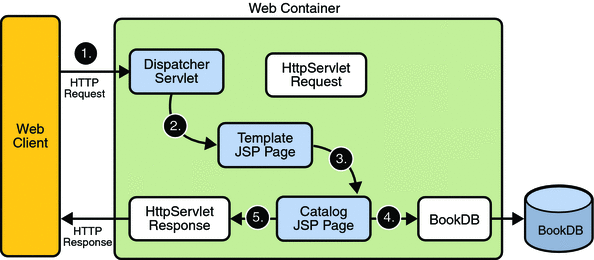 Web Container
1.
Dispatcher
Servlet
HttpServlet
Request
HTTP
Request
Web
Client
2.
Template
JSP Page
3.
HttpServlet
Response
5.
Catalog
JSP Page
4.
BookDB
BookDB
HTTP
Response